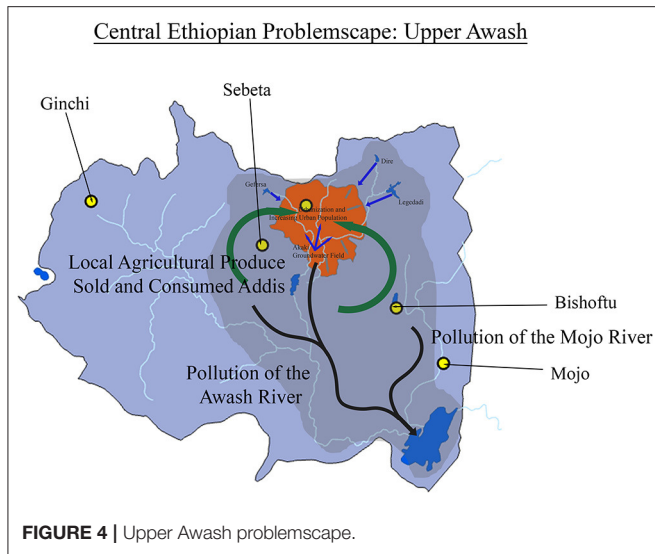 Central Ethiopian Problemscape: Upper Awash
Sebeta
Ginchi
Dire
Gefersa
Legedadi
Urbanization and
Increasing Urban Population
Akaki
Groundwater Field
Local Agricultural Produce
Sold and Consumed Addis
Bishoftu
Pollution of the Mojo River
Mojo
Pollution of the
Awash River
FIGURE 4 | Upper Awash problemscape.